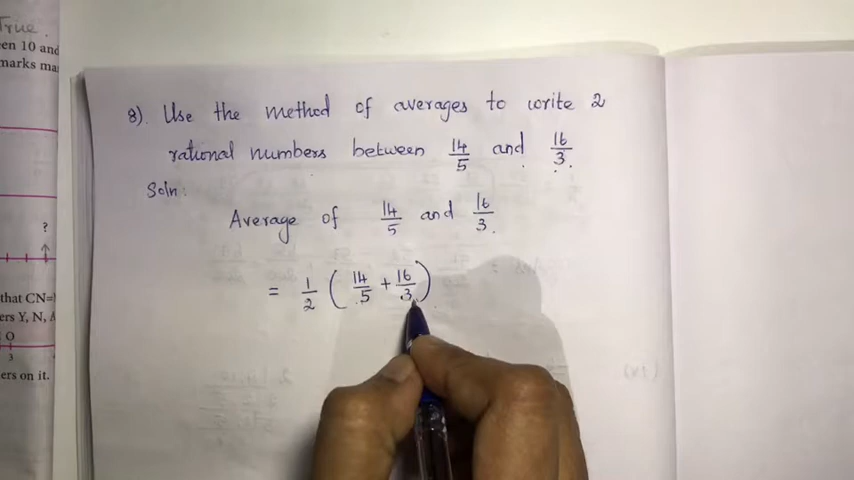 True.
een 10 and
marks ma
?
that CN=
ers Y, N, A
O
3
ers on it.
8). Use the method of averages to write 2
rational numbers between 14/5 and 16/3.
Soln:
Average of 14/5 and 16/3.
= 1/2 (14/5 + 16/3)